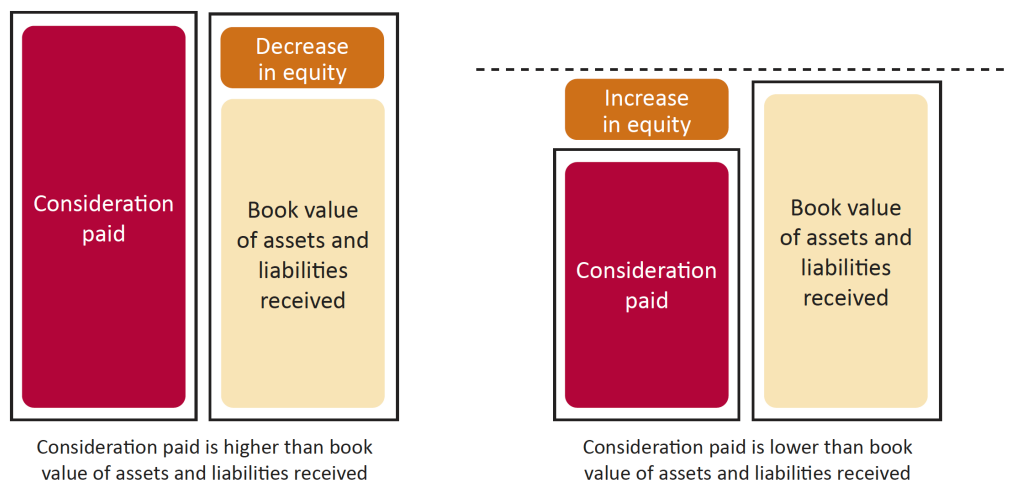 Consideration
paid
Decrease
in equity
Book value
of assets and
liabilities
received
Consideration paid is higher than book
value of assets and liabilities received
Increase
in equity
Consideration
paid
Book value
of assets and
liabilities
received
Consideration paid is lower than book
value of assets and liabilities received